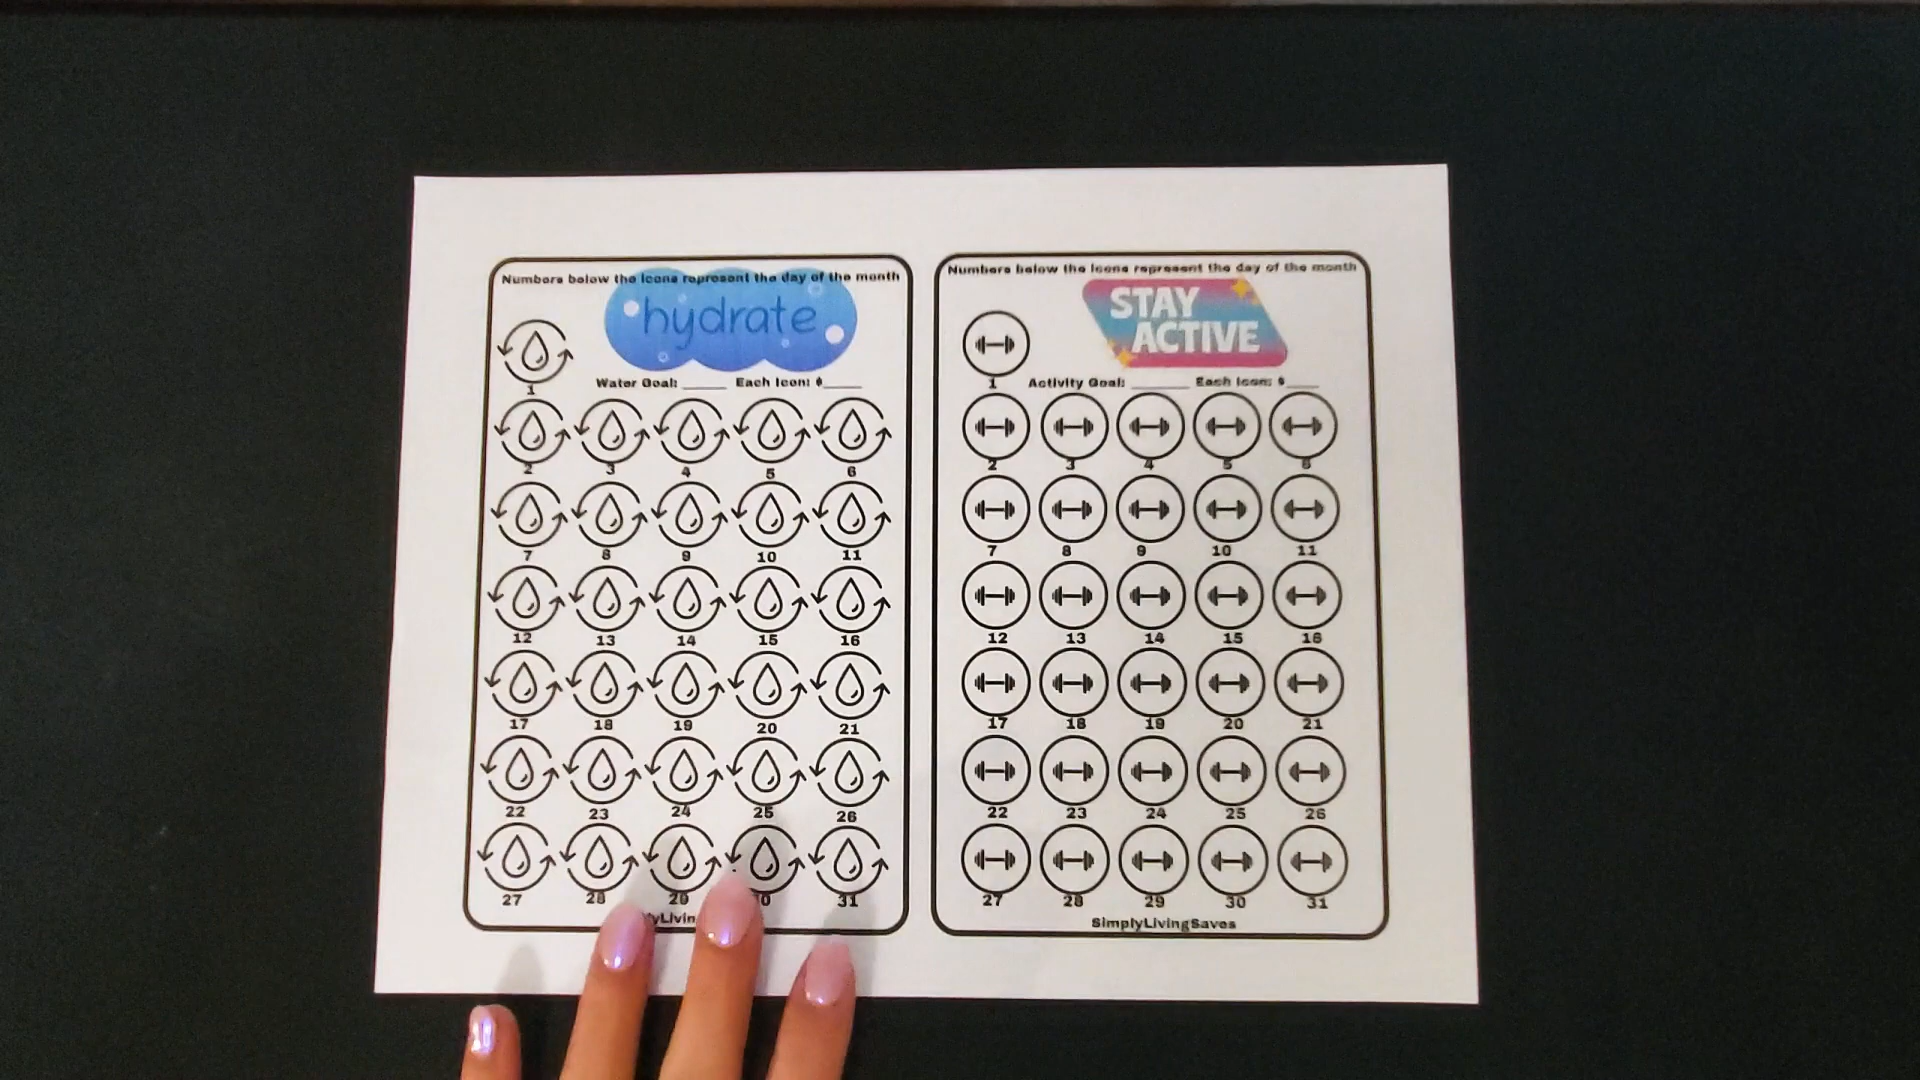 Numbers below the icons represent the day of the month
hydrate
1
Water Goal: _____ Each Icon: $____
2 3 4 5 6
7 8 9 10 11
12 13 14 15 16
17 18 19 20 21
22 23 24 25 26
27 28 29 30 31
Numbers below the icons represent the day of the month
STAY
ACTIVE
1
Activity Goal: ______ Each Icon: $____
2 3 4 5 6
7 8 9 10 11
12 13 14 15 16
17 18 19 20 21
22 23 24 25 26
27 28 29 30 31
SimplyLivingSaves